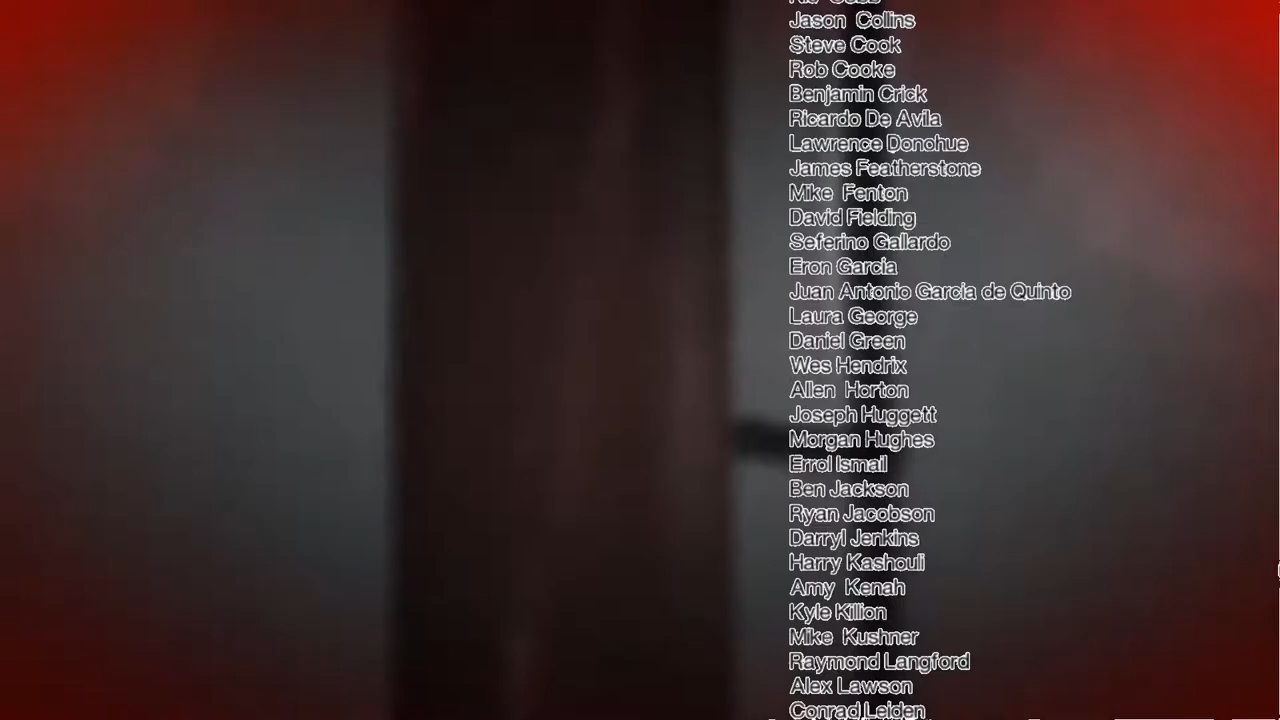 Jason Collins
Steve Cook
Rob Cooke
Benjamin Crick
Ricardo De Avila
Lawrence Donohue
James Featherstone
Mike Fenton
David Fielding
Seferino Gallardo
Eron Garcia
Juan Antonio Garcia de Quinto
Laura George
Daniel Green
Wes Hendrix
Allen Horton
Joseph Huggett
Morgan Hughes
Errol Ismail
Ben Jackson
Ryan Jacobson
Darryl Jenkins
Harry Kashouli
Amy Kenah
Kyle Killion
Mike Kushner
Raymond Langford
Alex Lawson
Conrad Leiden